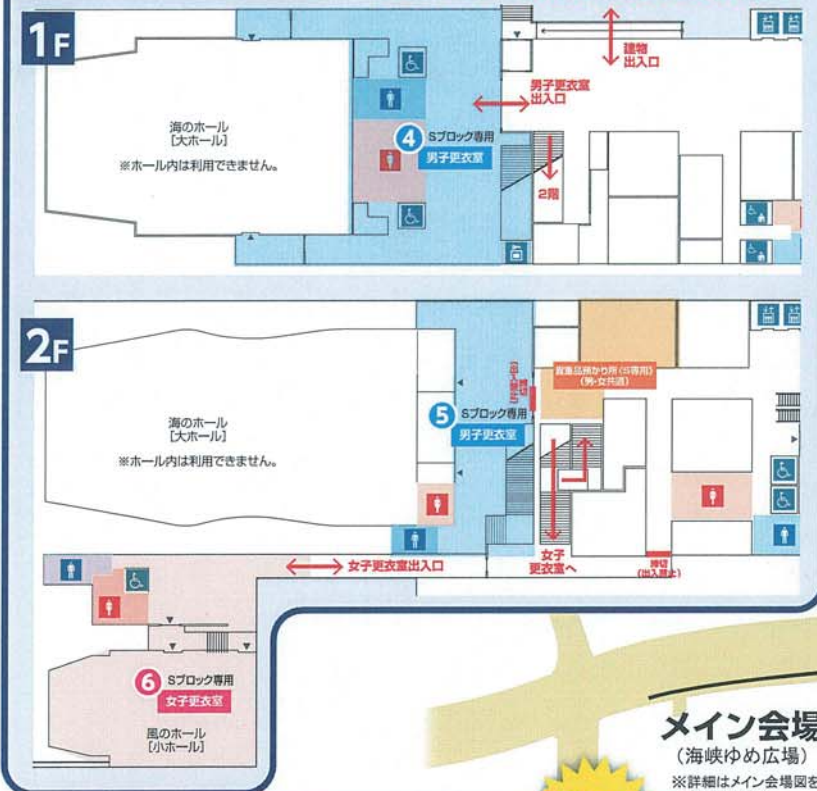 1F
建物
出入口
男子更衣室
出入口
海のホール
[大ホール]
※ホール内は利用できません。
4 Sブロック専用
男子更衣室
2階
2F
貴重品預かり所(S専用)
(男・女共通)
海のホール
[大ホール]
※ホール内は利用できません。
5 Sブロック専用
男子更衣室
女子更衣室出入口
女子
更衣室へ
締切
(出入禁止)
6 Sブロック専用
女子更衣室
風のホール
[小ホール]
メイン会場
(海峡ゆめ広場)
※詳細はメイン会場図を